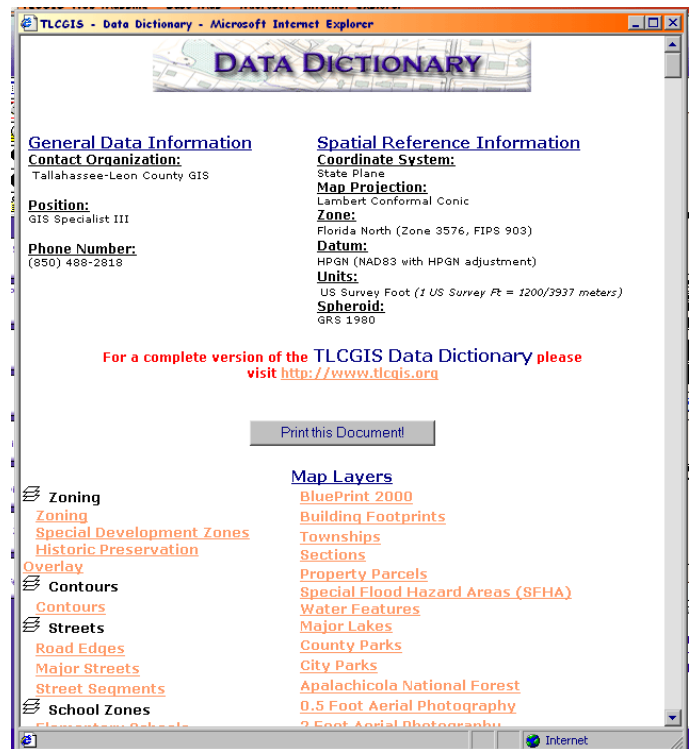 TLCGIS - Data Dictionary - Microsoft Internet Explorer
DATA DICTIONARY
General Data Information
Contact Organization:
Tallahassee-Leon County GIS
Position:
GIS Specialist III
Phone Number:
(850) 488-2818
Spatial Reference Information
Coordinate System:
State Plane
Map Projection:
Lambert Conformal Conic
Zone:
Florida North (Zone 3576, FIPS 903)
Datum:
HPGN (NAD83 with HPGN adjustment)
Units:
US Survey Foot (1 US Survey Ft = 1200/3937 meters)
Spheroid:
GRS 1980
For a complete version of the TLCGIS Data Dictionary please
visit http://www.tlcgis.org
Print this Document!
Map Layers
Zoning
Zoning
Special Development Zones
Historic Preservation
Overlay
Contours
Contours
Streets
Road Edges
Major Streets
Street Segments
School Zones
Elementary Schools
BluePrint 2000
Building Footprints
Townships
Sections
Property Parcels
Special Flood Hazard Areas (SFHA)
Water Features
Major Lakes
County Parks
City Parks
Apalachicola National Forest
0.5 Foot Aerial Photography
2 Foot Aerial Photography
Internet